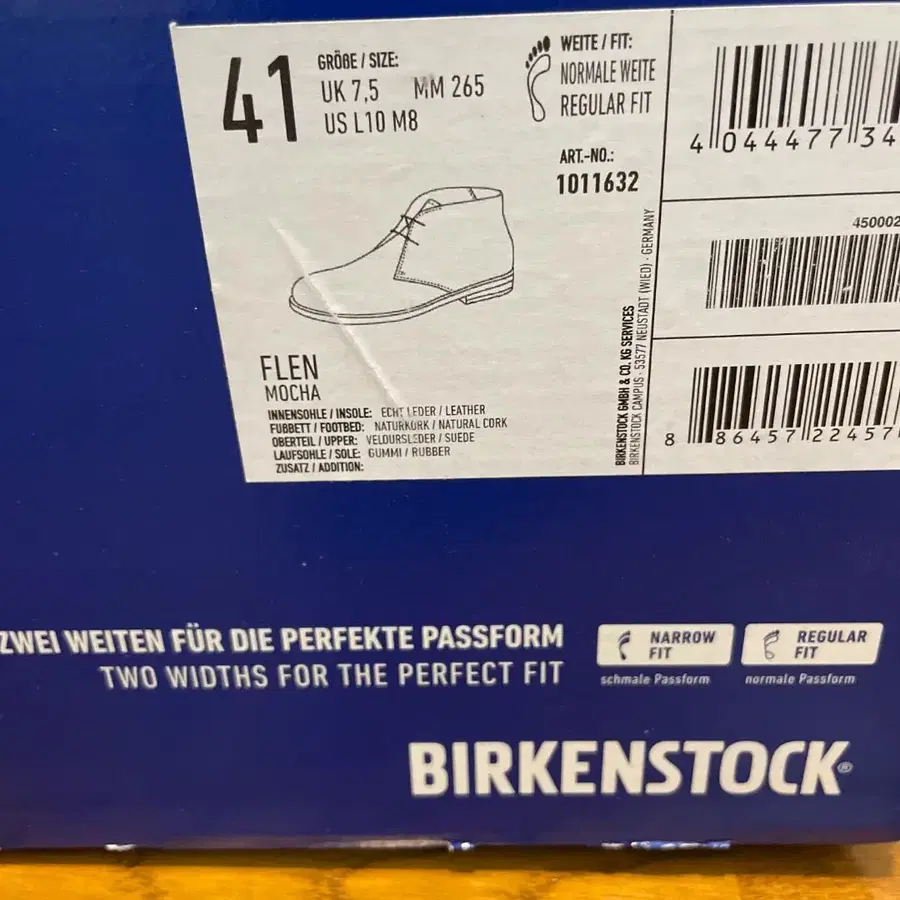 41
GRÖßE / SIZE:
UK 7,5 MM 265
US L10 M8
WEITE / FIT:
NORMALE WEITE
REGULAR FIT
ART.-NO.:
1011632
FLEN
MOCHA
INNENSOHLE / INSOLE: ECHT LEDER / LEATHER
FUßBETT / FOOTBED: NATURKORK / NATURAL CORK
OBERTEIL / UPPER: VELOURSLEDER / SUEDE
LAUFSOHLE / SOLE: GUMMI / RUBBER
ZUSATZ / ADDITION:
BIRKENSTOCK GMBH & CO. KG SERVICES
BIRKENSTOCK CAMPUS · 53577 NEUSTADT (WIED) · GERMANY
4 044477 34
450002
8 86457 22457
ZWEI WEITEN FÜR DIE PERFEKTE PASSFORM
TWO WIDTHS FOR THE PERFECT FIT
NARROW
FIT
schmale Passform
REGULAR
FIT
normale Passform
BIRKENSTOCK®